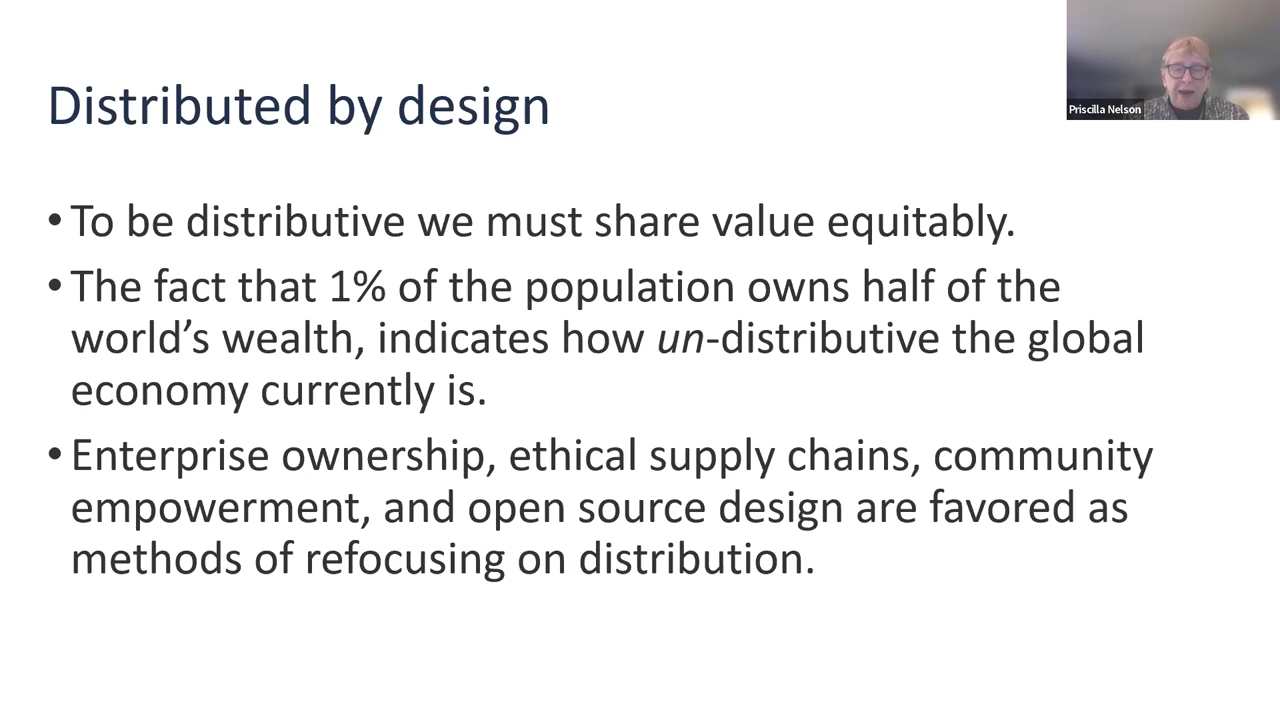 Distributed by design
Priscilla Nelson
• To be distributive we must share value equitably.
• The fact that 1% of the population owns half of the
world’s wealth, indicates how un-distributive the global
economy currently is.
• Enterprise ownership, ethical supply chains, community
empowerment, and open source design are favored as
methods of refocusing on distribution.